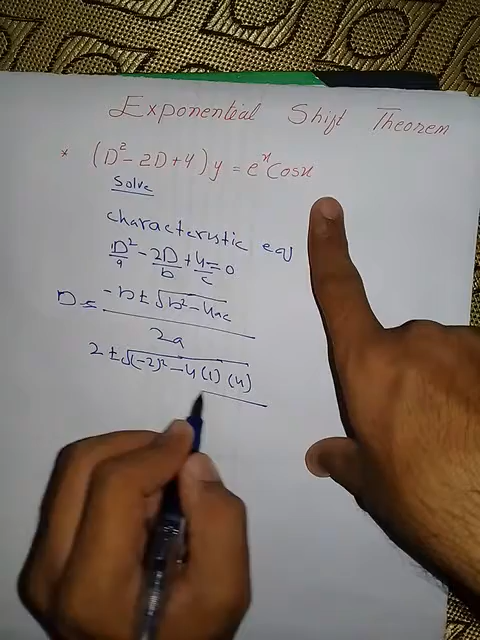 Exponential Shift Theorem
* (D² - 2D + 4) y = eˣ Cosx
Solve
characteristic eq
D² - 2D + 4 = 0
a b c
D = -b ± √b² - 4ac
2a
2 ± √(-2)² - 4 (1) (4)